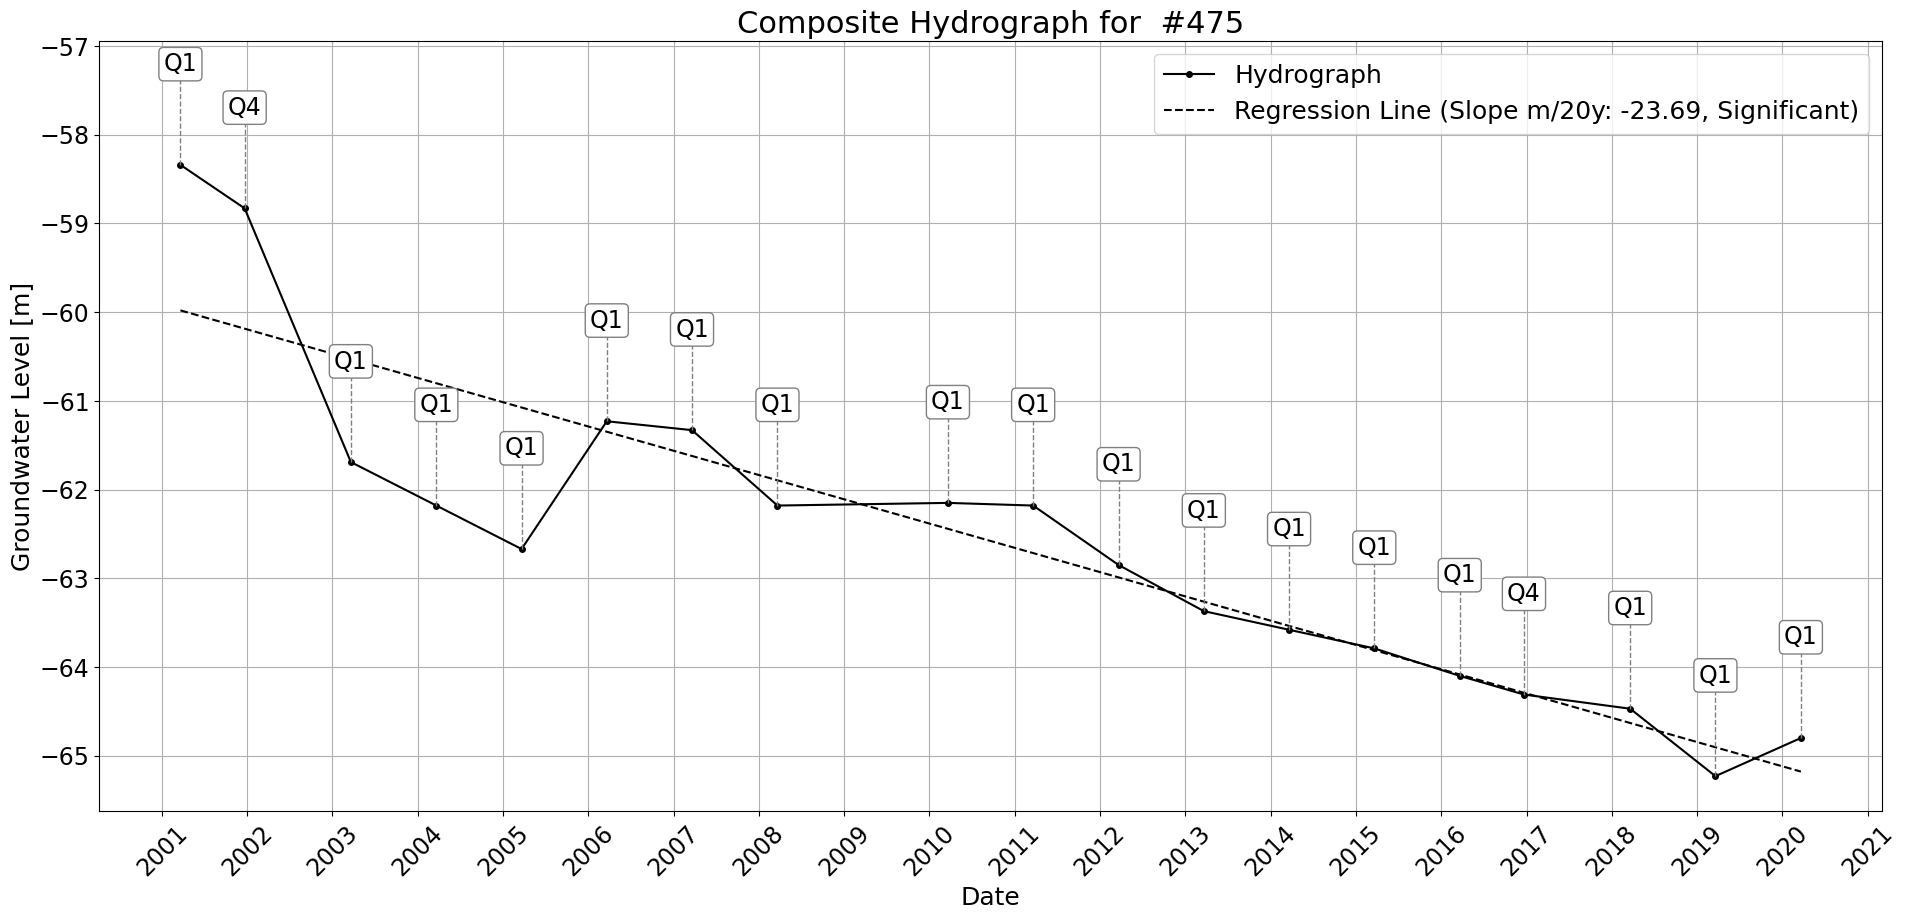 Composite Hydrograph for  #475
Hydrograph
Regression Line (Slope m/20y: -23.69, Significant)
Groundwater Level [m]
−57
−58
−59
−60
−61
−62
−63
−64
−65
Q1
Q4
Q1
Q1
Q1
Q1
Q1
Q1
Q1
Q1
Q1
Q1
Q1
Q1
Q1
Q4
Q1
Q1
Q1
2001
2002
2003
2004
2005
2006
2007
2008
2009
2010
2011
2012
2013
2014
2015
2016
2017
2018
2019
2020
2021
Date